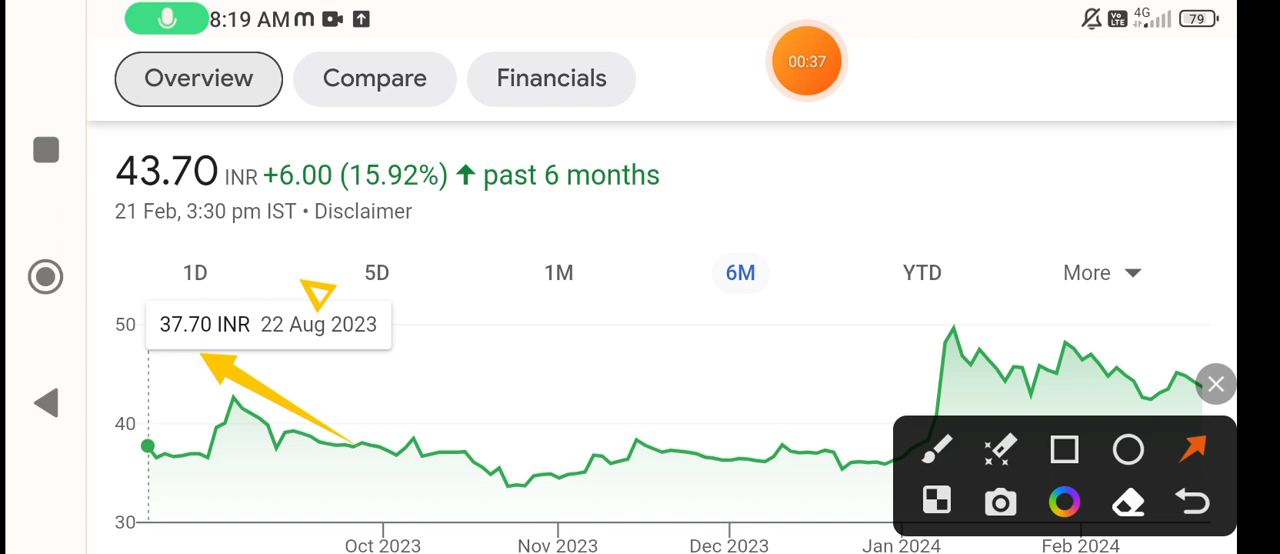 8:19 AM
Vo LTE 4G 79
00:37
Overview Compare Financials
43.70 INR +6.00 (15.92%) ↑ past 6 months
21 Feb, 3:30 pm IST • Disclaimer
1D 5D 1M 6M YTD More
37.70 INR 22 Aug 2023
50
40
30
Oct 2023 Nov 2023 Dec 2023 Jan 2024 Feb 2024